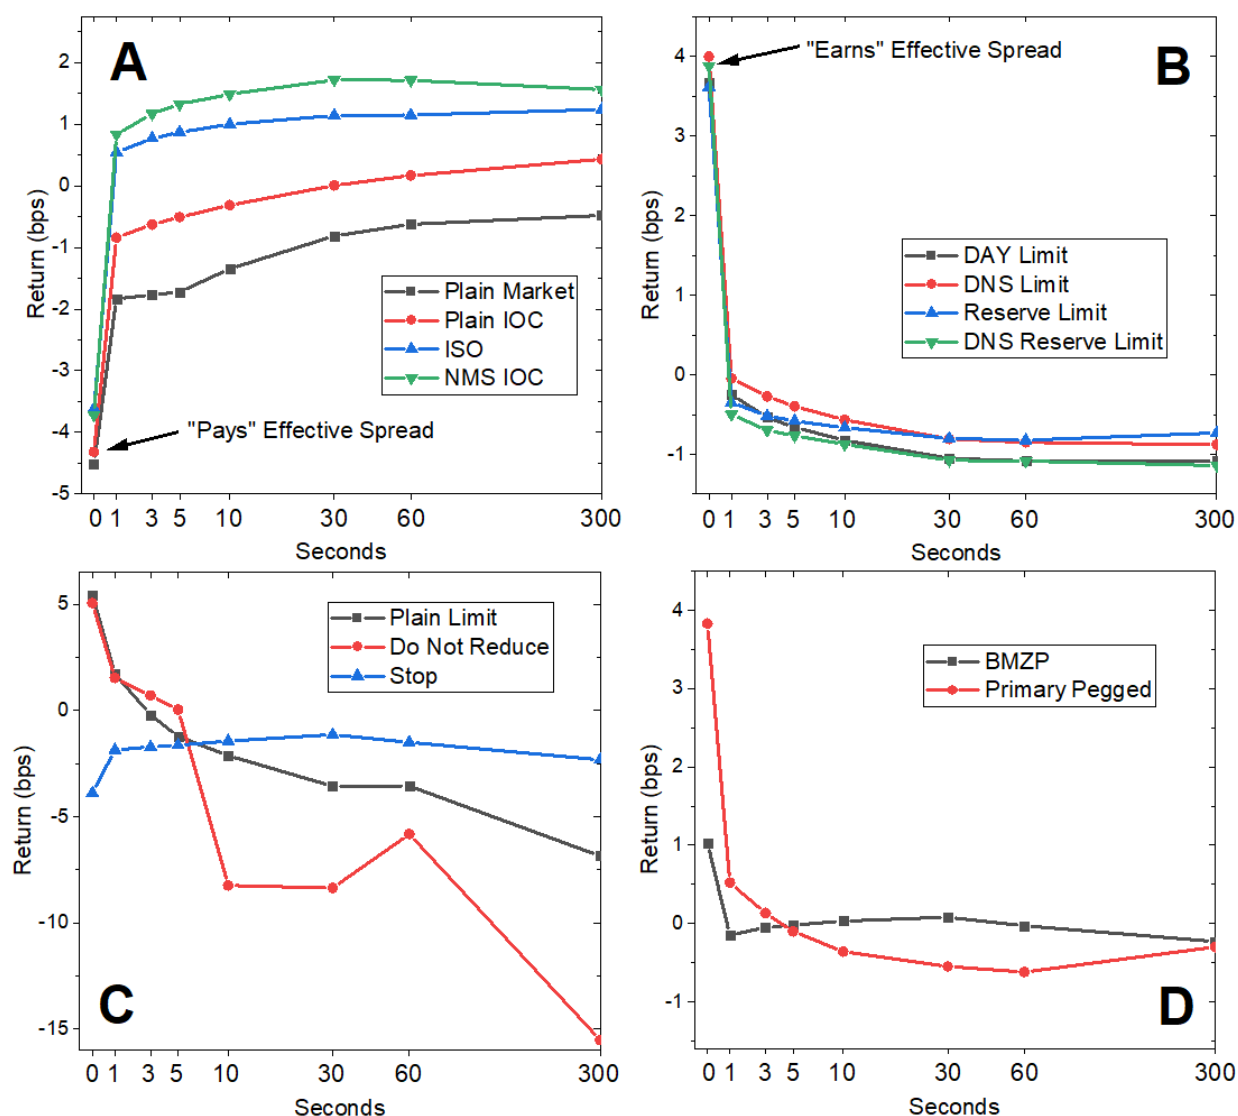 A
2
1
0
-1
-2
-3
-4
-5
Return (bps)
Plain Market
Plain IOC
ISO
NMS IOC
"Pays" Effective Spread
0 1 3 5 10 30 60 300
Seconds
B
"Earns" Effective Spread
4
3
2
1
0
-1
Return (bps)
DAY Limit
DNS Limit
Reserve Limit
DNS Reserve Limit
0 1 3 5 10 30 60 300
Seconds
5
0
-5
-10
-15
Return (bps)
Plain Limit
Do Not Reduce
Stop
C
0 1 3 5 10 30 60 300
Seconds
4
3
2
1
0
-1
Return (bps)
BMZP
Primary Pegged
D
0 1 3 5 10 30 60 300
Seconds